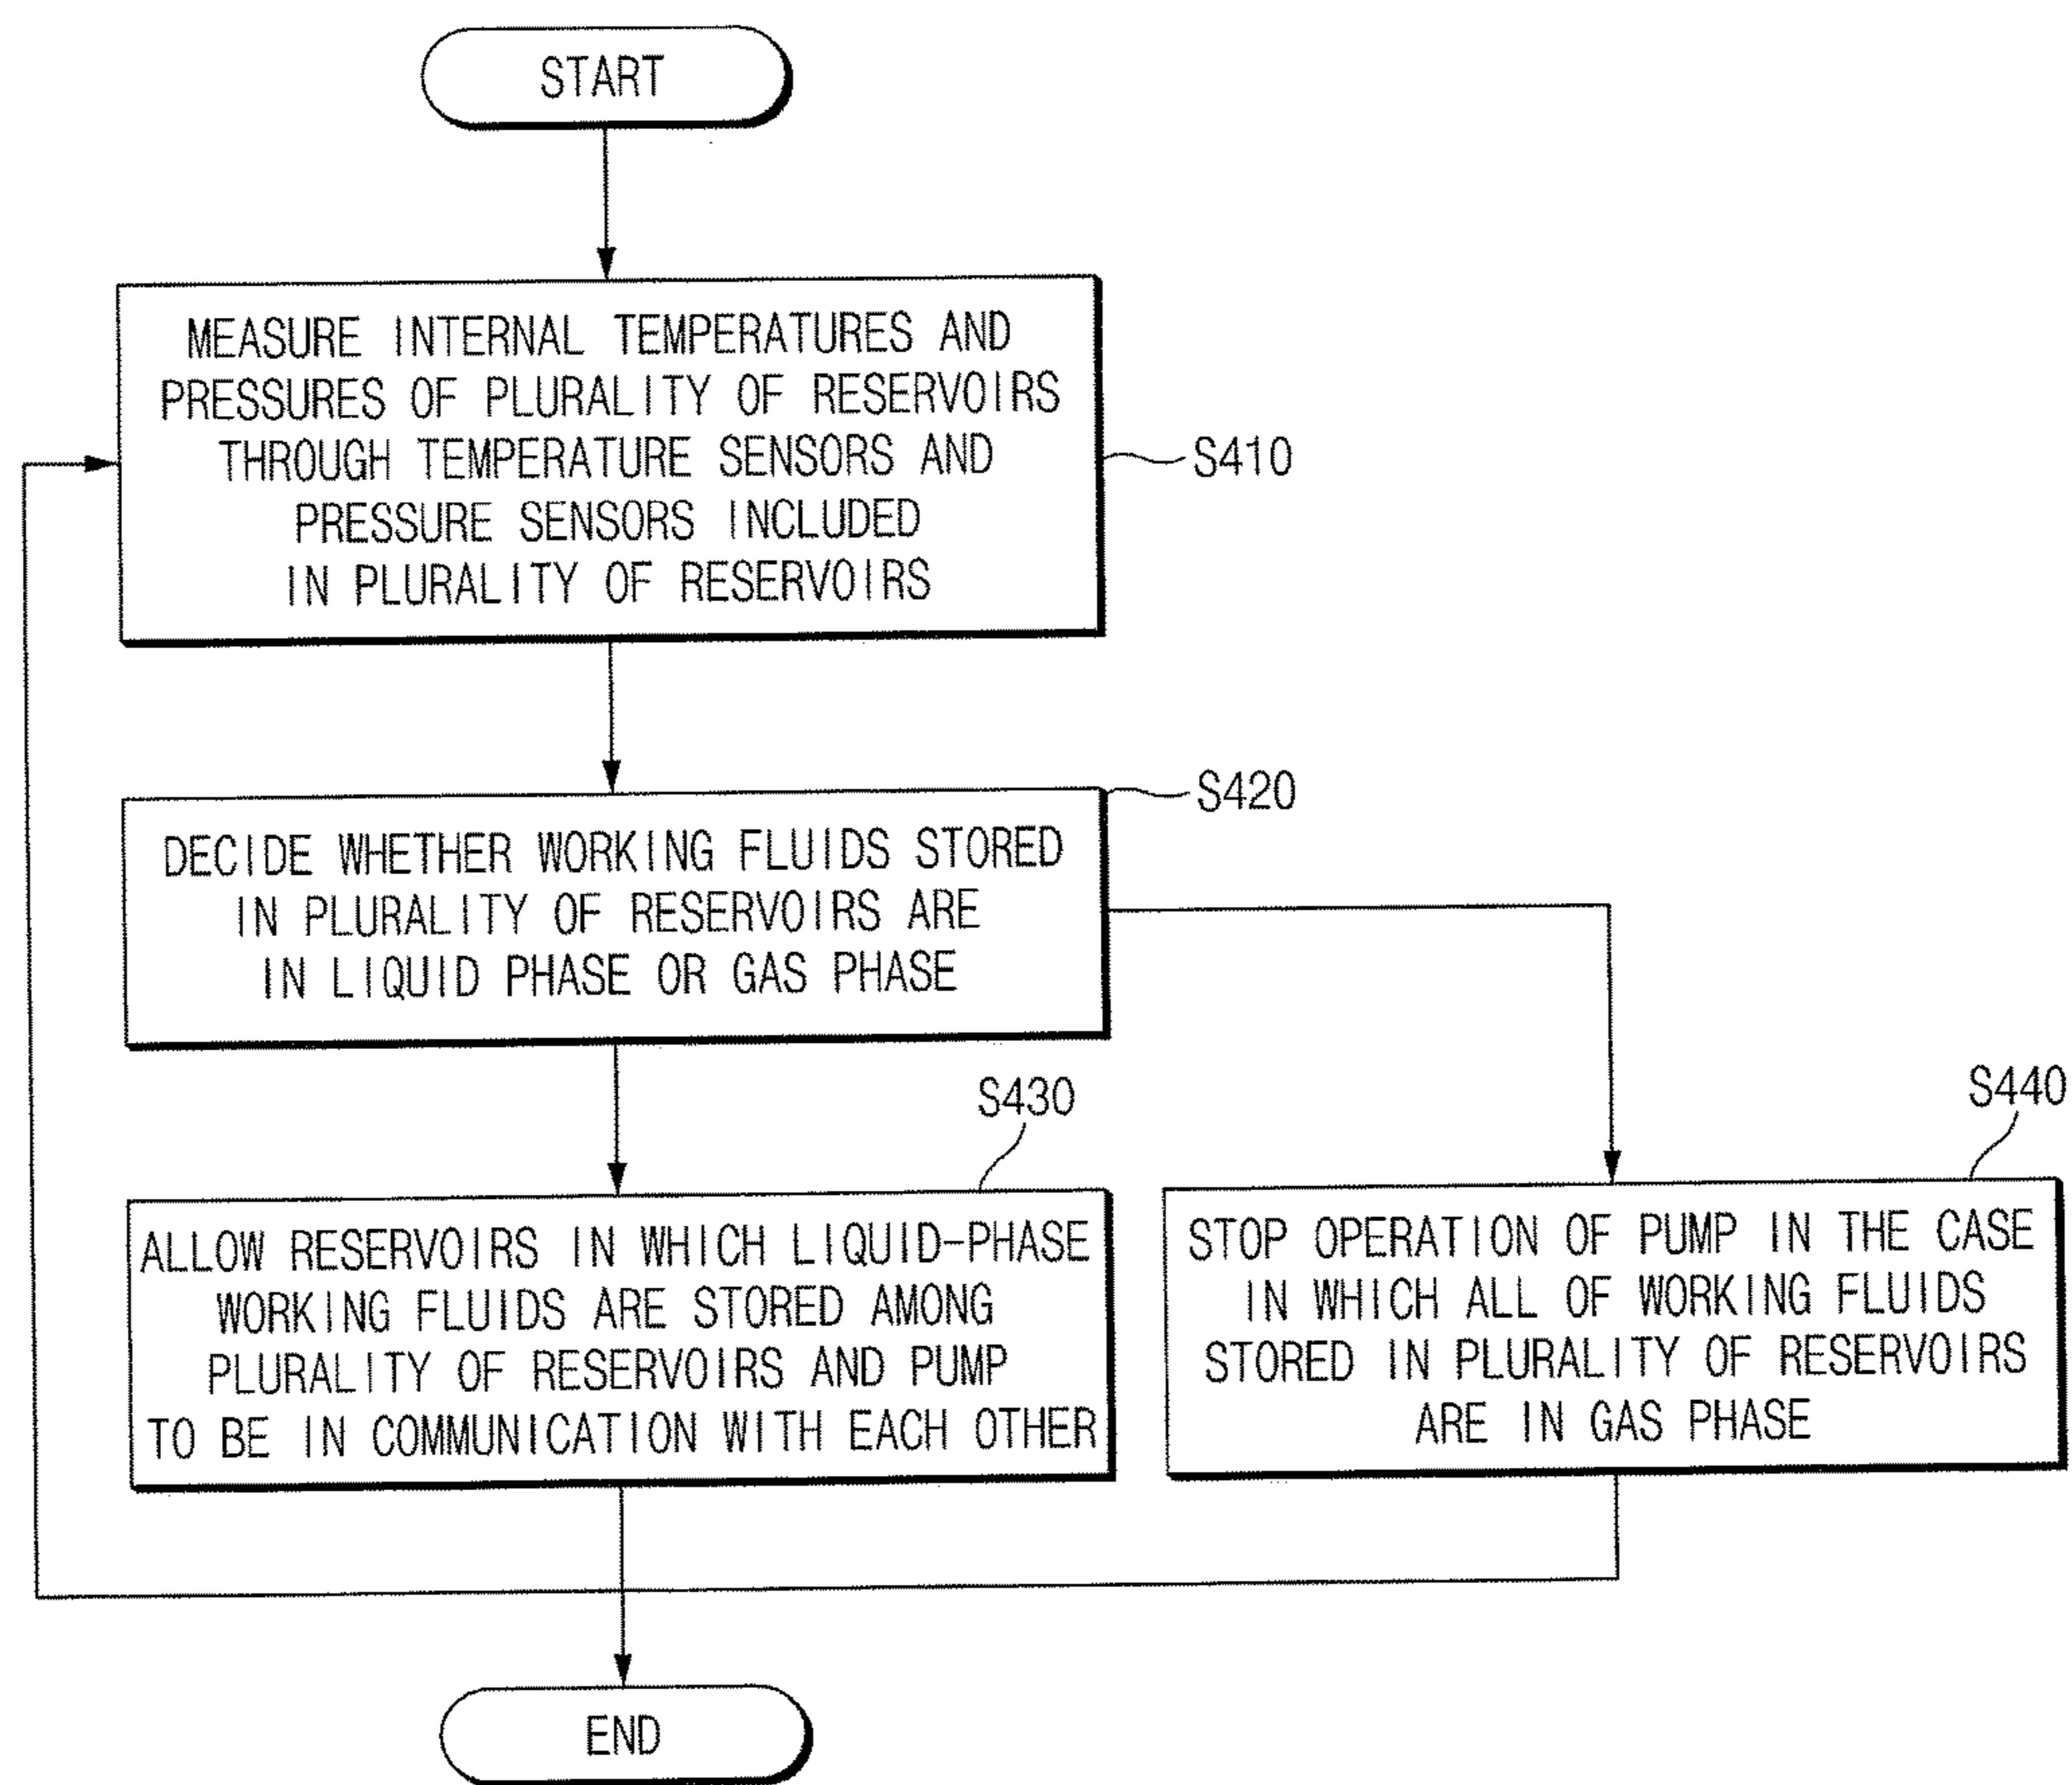 START
MEASURE INTERNAL TEMPERATURES AND
PRESSURES OF PLURALITY OF RESERVOIRS
THROUGH TEMPERATURE SENSORS AND
PRESSURE SENSORS INCLUDED
IN PLURALITY OF RESERVOIRS
S410
S420
DECIDE WHETHER WORKING FLUIDS STORED
IN PLURALITY OF RESERVOIRS ARE
IN LIQUID PHASE OR GAS PHASE
S430
ALLOW RESERVOIRS IN WHICH LIQUID-PHASE
WORKING FLUIDS ARE STORED AMONG
PLURALITY OF RESERVOIRS AND PUMP
TO BE IN COMMUNICATION WITH EACH OTHER
S440
STOP OPERATION OF PUMP IN THE CASE
IN WHICH ALL OF WORKING FLUIDS
STORED IN PLURALITY OF RESERVOIRS
ARE IN GAS PHASE
END